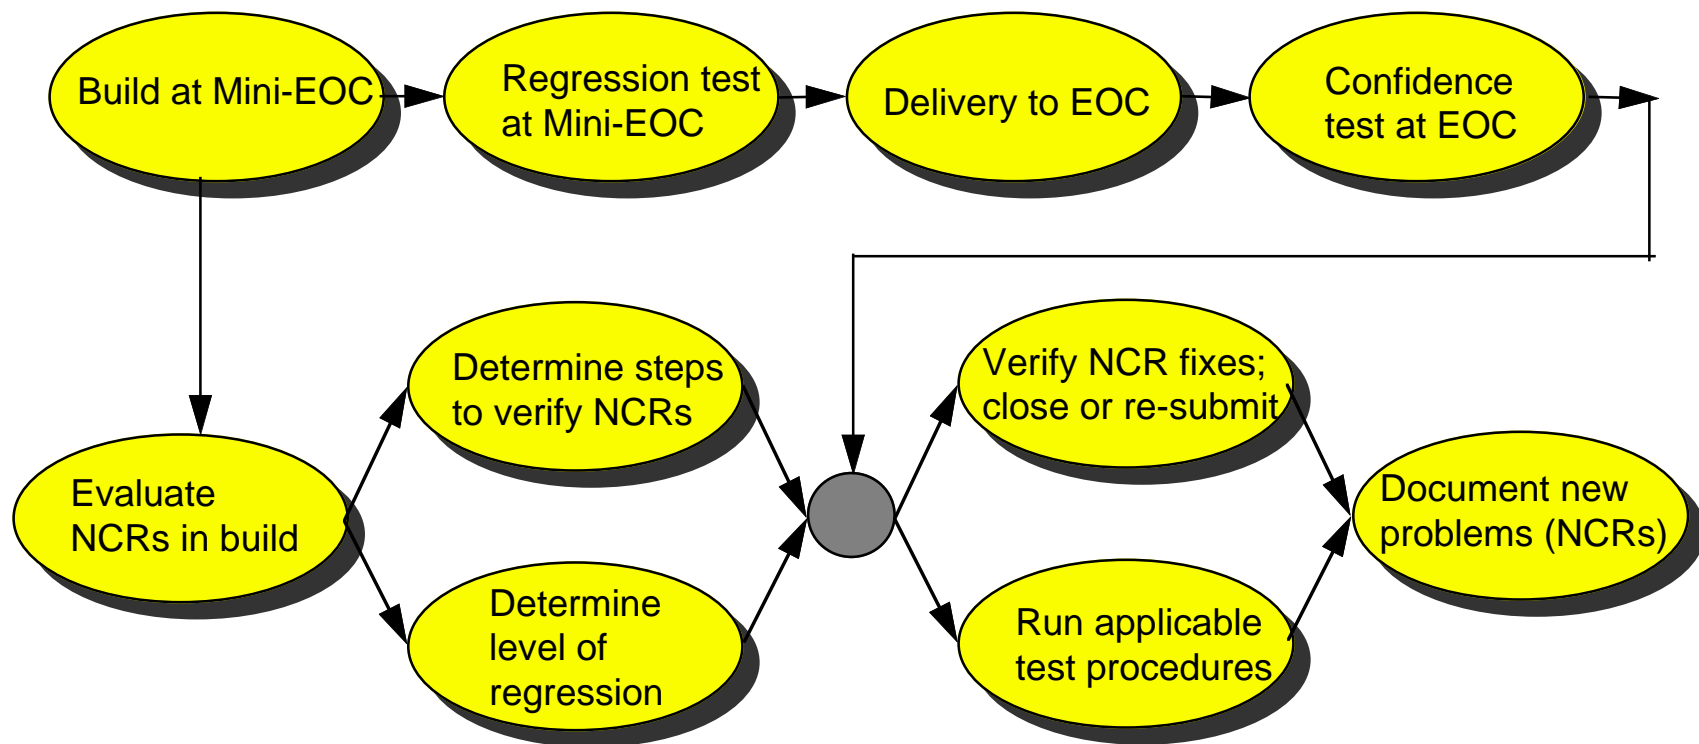 Build at Mini-EOC
Regression test
at Mini-EOC
Delivery to EOC
Confidence
test at EOC
Determine steps
to verify NCRs
Verify NCR fixes;
close or re-submit
Evaluate
NCRs in build
Document new
problems (NCRs)
Determine
level of
regression
Run applicable
test procedures